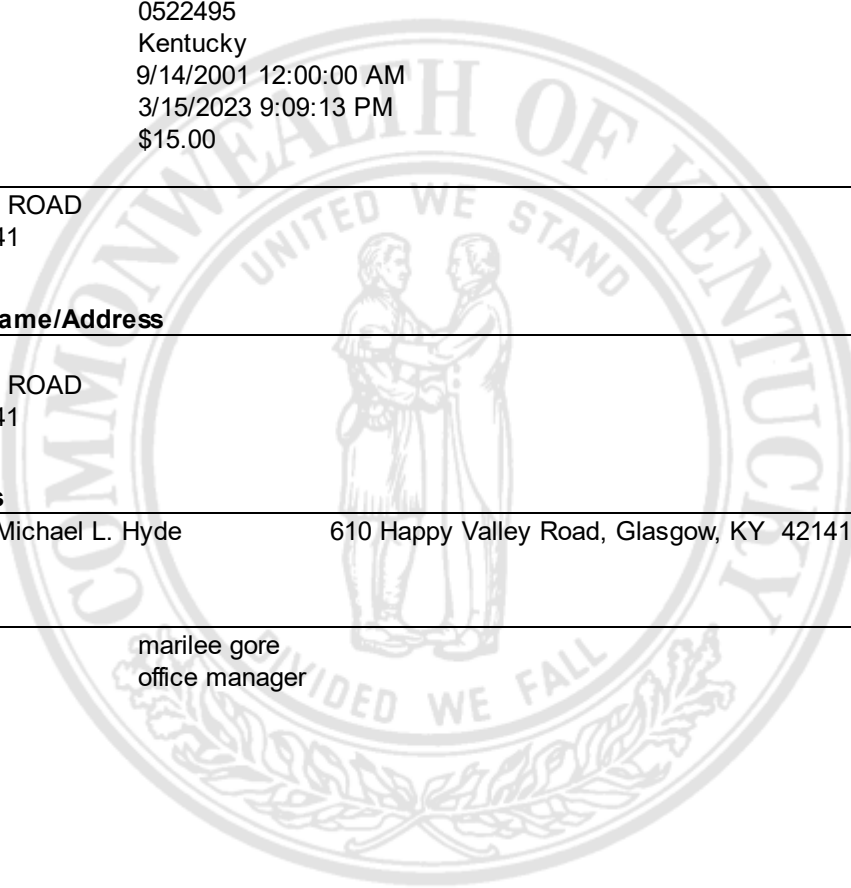 0522495
Kentucky
9/14/2001 12:00:00 AM
3/15/2023 9:09:13 PM
$15.00
ROAD
41
ame/Address
ROAD
41
s
Michael L. Hyde 610 Happy Valley Road, Glasgow, KY 42141
marilee gore
office manager
COMMONWEALTH OF KENTUCKY
UNITED WE STAND
DIVIDED WE FALL